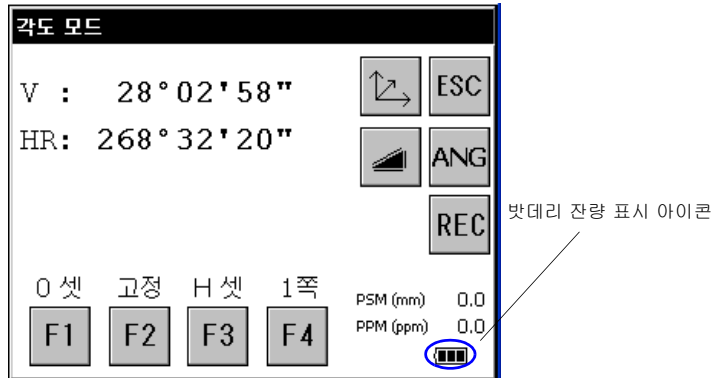 각도 모드
V : 28°02'58"
HR: 268°32'20"
ESC
ANG
REC
밧데리 잔량 표시 아이콘
0 셋 고정 H 셋 1쪽
F1 F2 F3 F4
PSM (mm) 0.0
PPM (ppm) 0.0